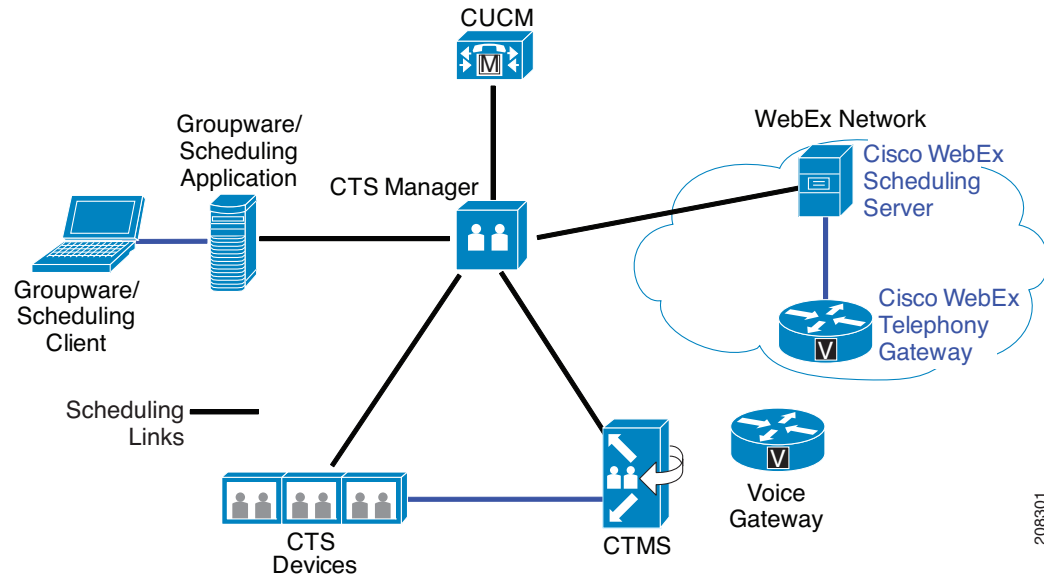 CUCM
M
Groupware/
Scheduling
Application
CTS Manager
WebEx Network
Cisco WebEx
Scheduling
Server
Groupware/
Scheduling
Client
Cisco WebEx
Telephony
Gateway
V
Scheduling
Links
V
Voice
Gateway
CTS
Devices
CTMS
208301